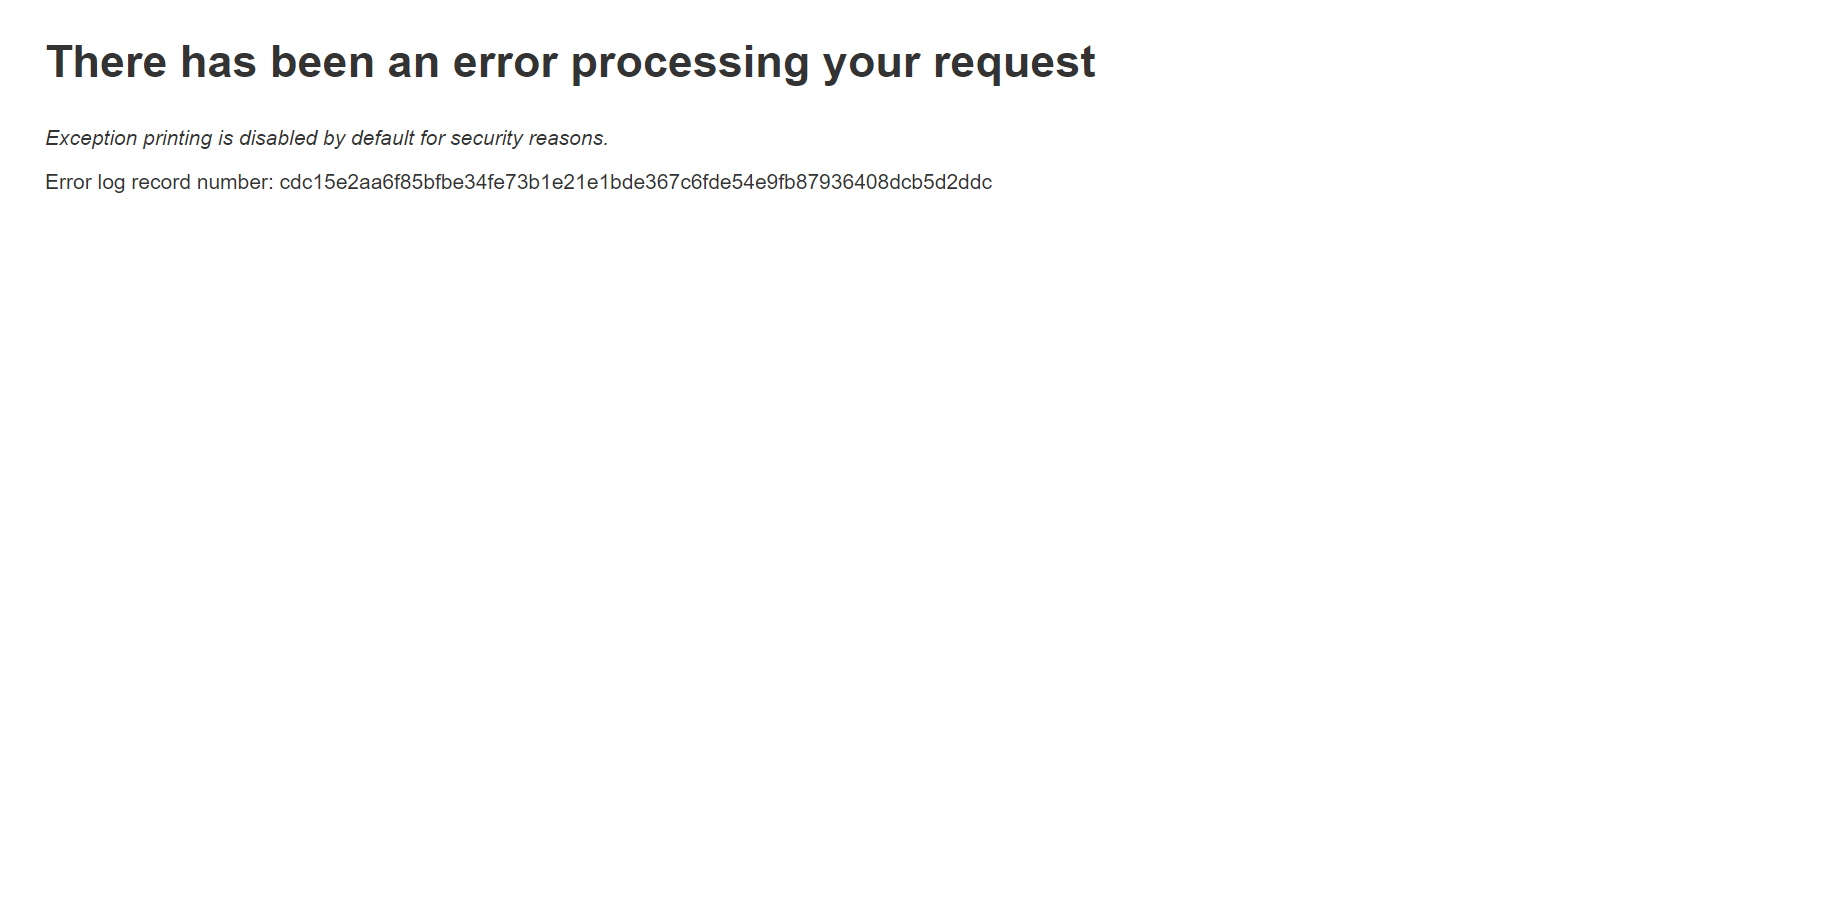 There has been an error processing your request
Exception printing is disabled by default for security reasons.
Error log record number: cdc15e2aa6f85bfbe34fe73b1e21e1bde367c6fde54e9fb87936408dcb5d2ddc